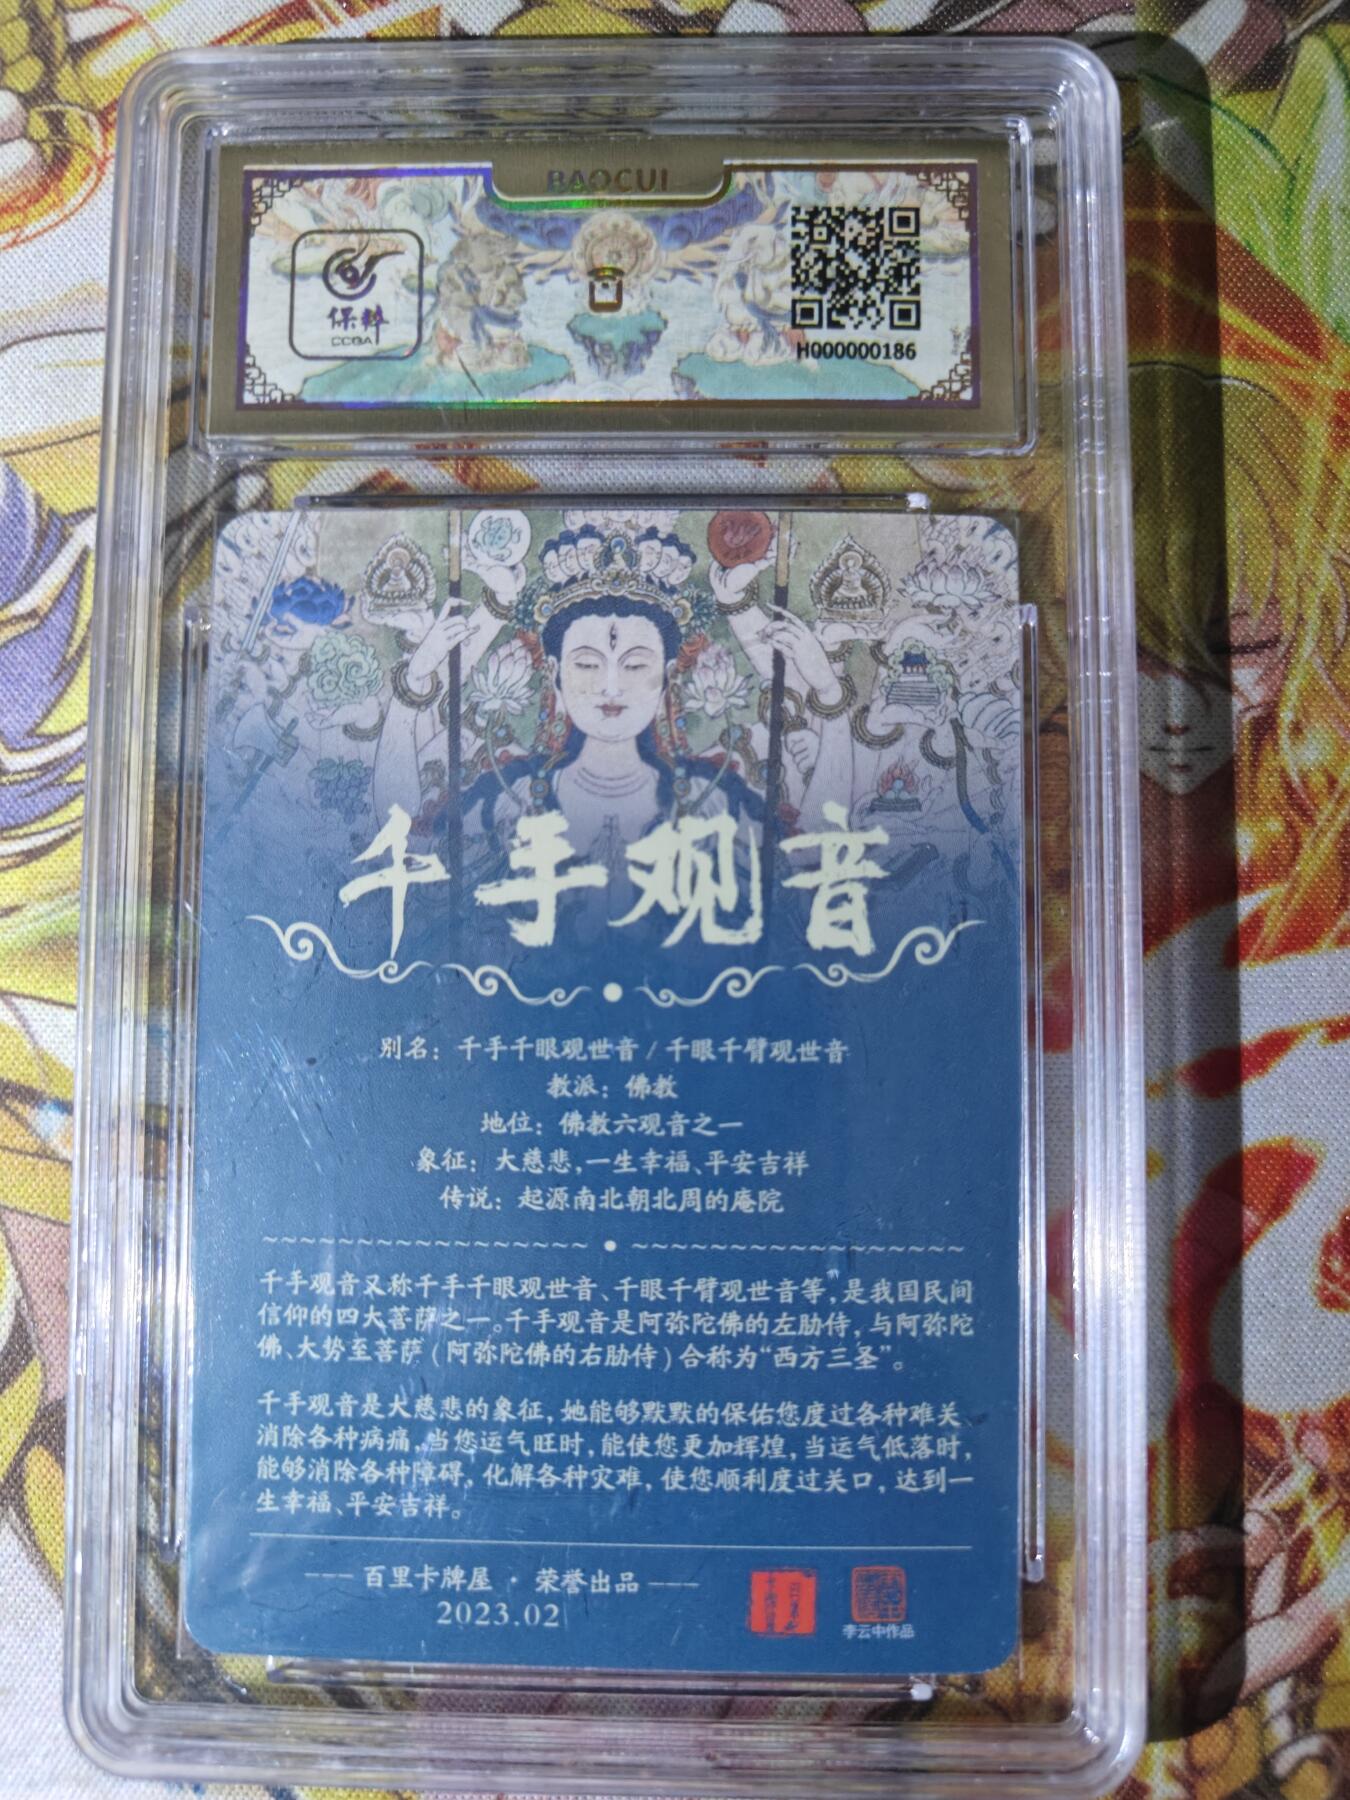 BAOCUI
保粹
CCGA
H000000186
千手观音
别名：千手千眼观世音/千眼千臂观世音
教派：佛教
地位：佛教六观音之一
象征：大慈悲,一生幸福、平安吉祥
传说：起源南北朝北周的庵院
千手观音又称千手千眼观世音、千眼千臂观世音等,是我国民间
信仰的四大菩萨之一。千手观音是阿弥陀佛的左胁侍,与阿弥陀
佛、大势至菩萨(阿弥陀佛的右胁侍)合称为“西方三圣”。
千手观音是大慈悲的象征,她能够默默的保佑您度过各种难关、
消除各种病痛,当您运气旺时,能使您更加辉煌,当运气低落时,
能够消除各种障碍,化解各种灾难,使您顺利度过关口,达到一
生幸福、平安吉祥。
--- 百里卡牌屋 · 荣誉出品 ---
2023.02
李云中作品